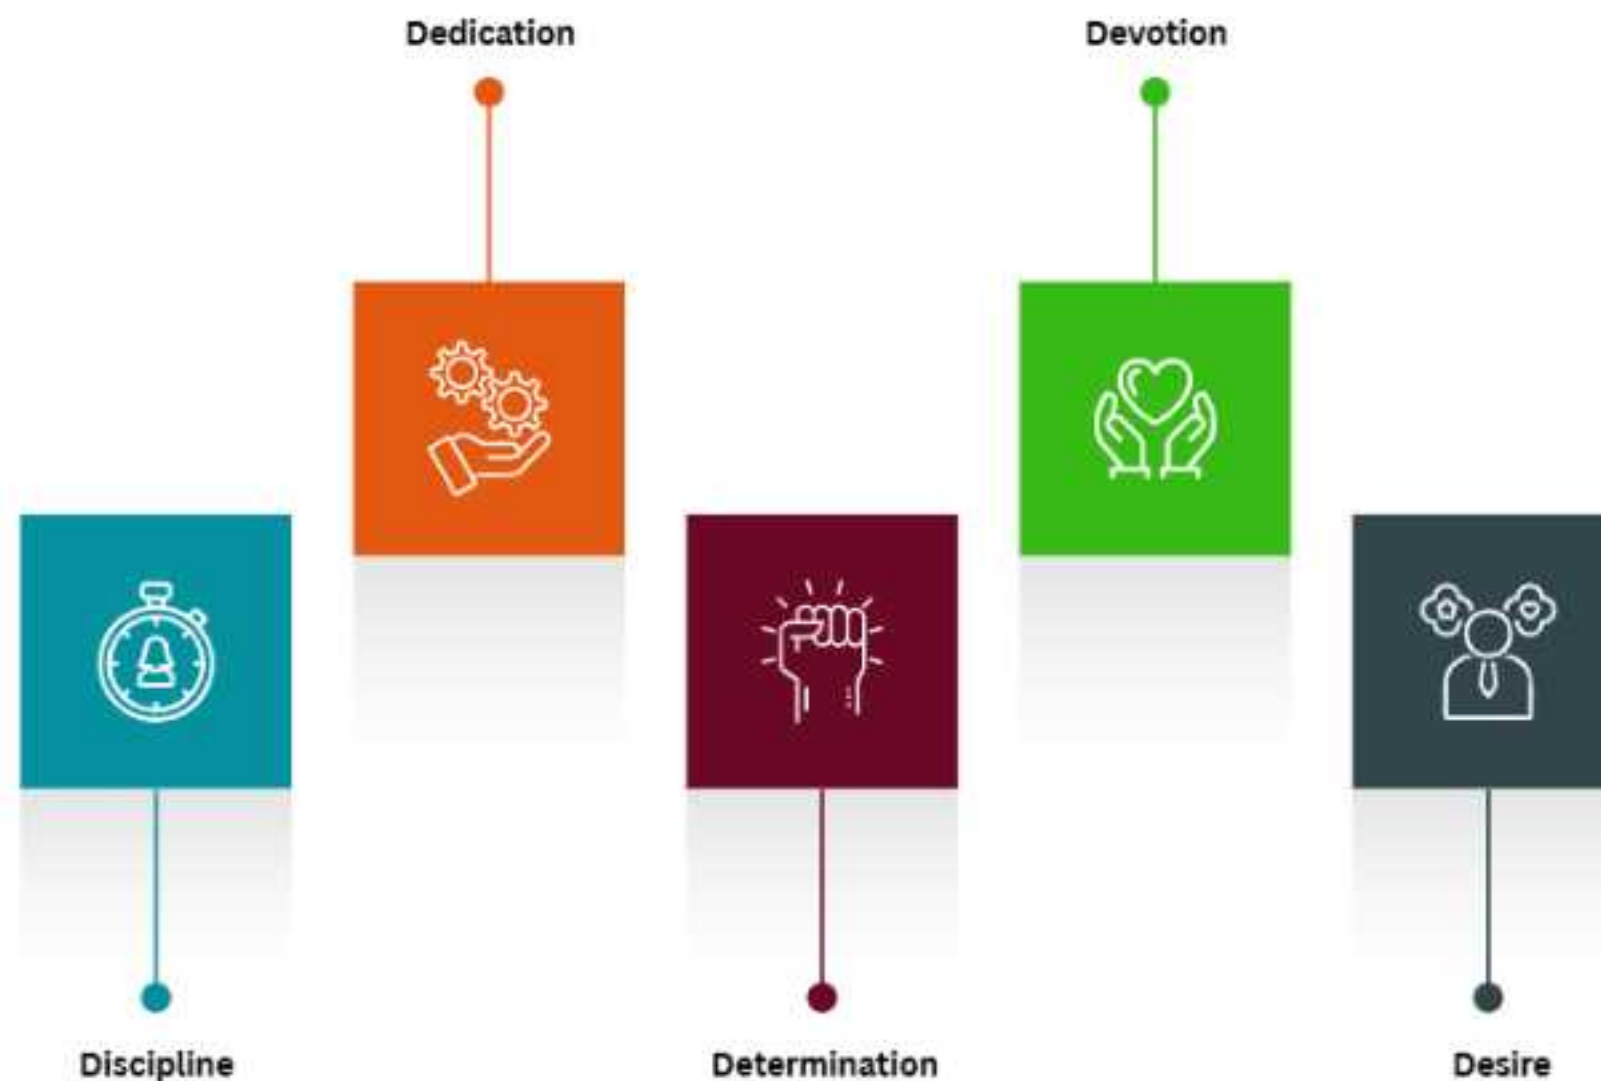 Dedication
Devotion
Discipline
Determination
Desire